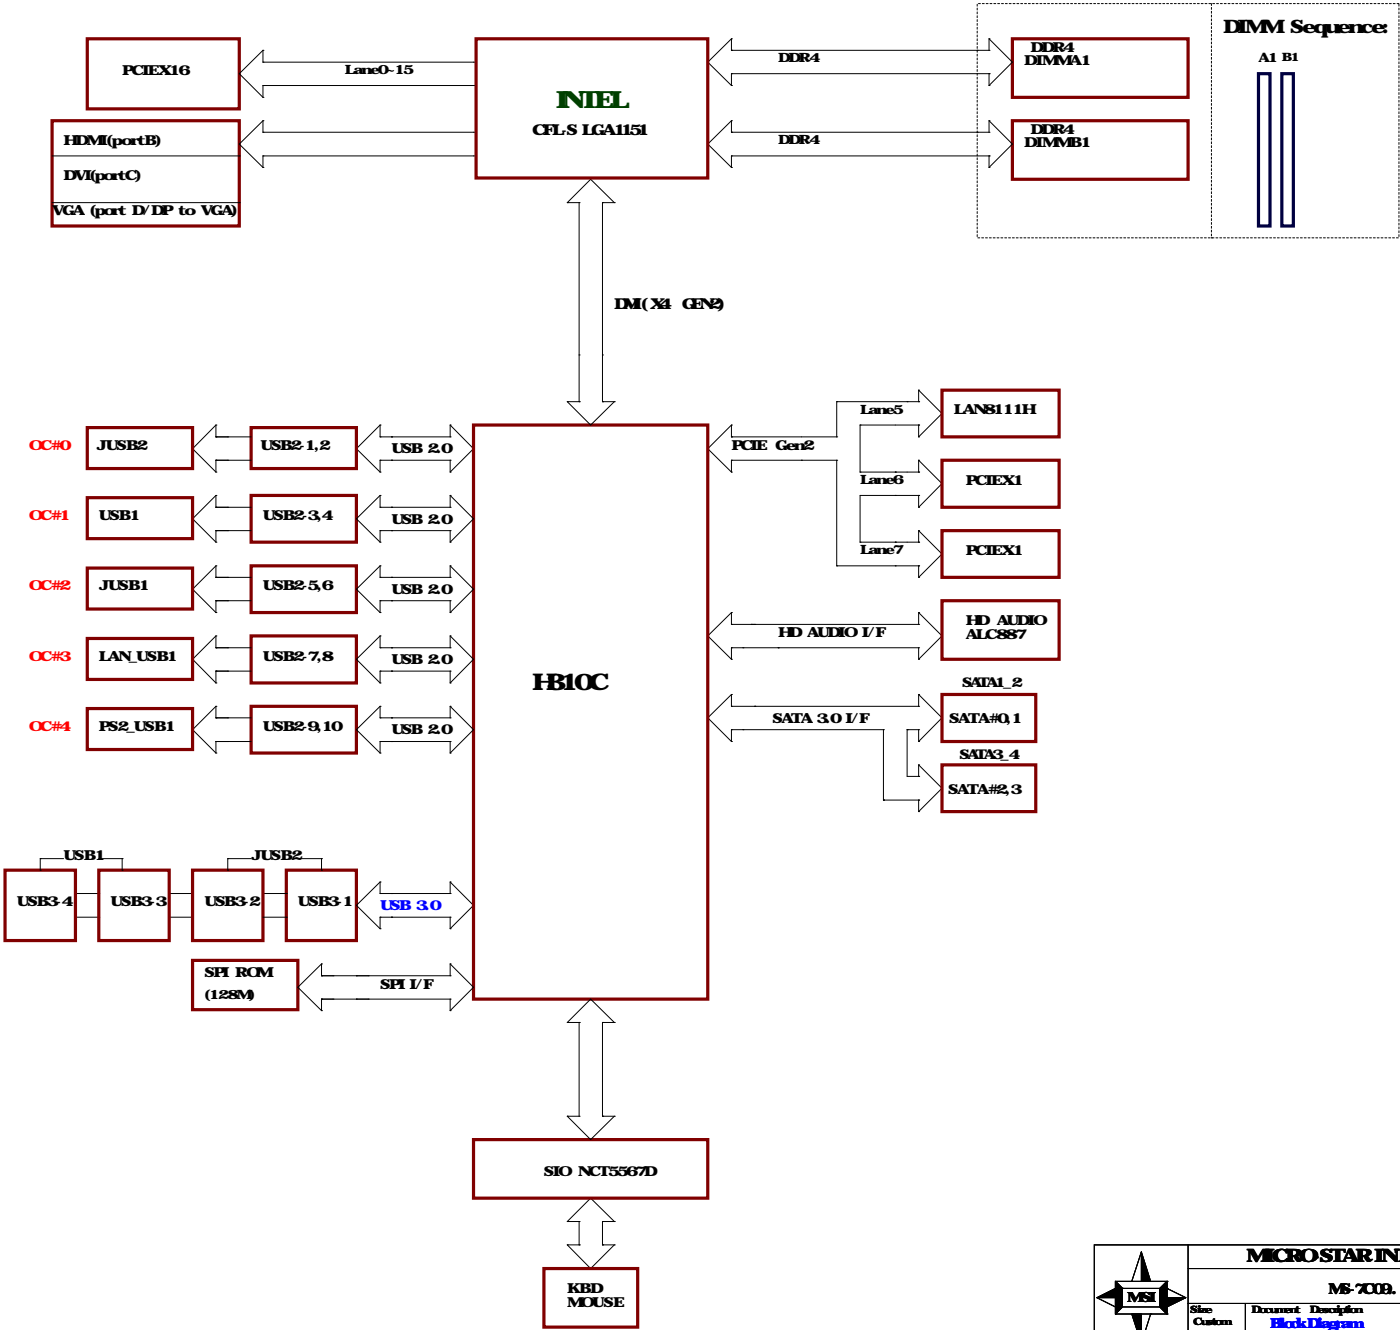 DIMM Sequence:
A1 B1
PCIEX16
Lane0~15
INTEL
CFL-S LGA1151
DDR4
DDR4
DIMMA1
HDMI(portB)
DVI(portC)
VGA (port D/DP to VGA)
DDR4
DDR4
DIMMB1
DMI( X4 GEN2)
OC#0
JUSB2
USB2-1,2
USB 2.0
OC#1
USB1
USB2-3,4
USB 2.0
OC#2
JUSB1
USB2-5,6
USB 2.0
OC#3
LAN_USB1
USB2-7,8
USB 2.0
OC#4
PS2_USB1
USB2-9,10
USB 2.0
PCIE Gen2
Lane5
LAN8111H
Lane6
PCIEX1
Lane7
PCIEX1
HD AUDIO I/F
HD AUDIO
ALC887
H310C
SATA1_2
SATA 3.0 I/F
SATA#0,1
SATA3_4
SATA#2,3
USB1
JUSB2
USB3-4
USB3-3
USB3-2
USB3-1
USB 3.0
SPI ROM
(128M)
SPI I/F
SIO NCT5567D
KBD
MOUSE
MSI
MICRO-STAR IN
MS-7C09.
Size
Custom
Document Description
Block Diagram